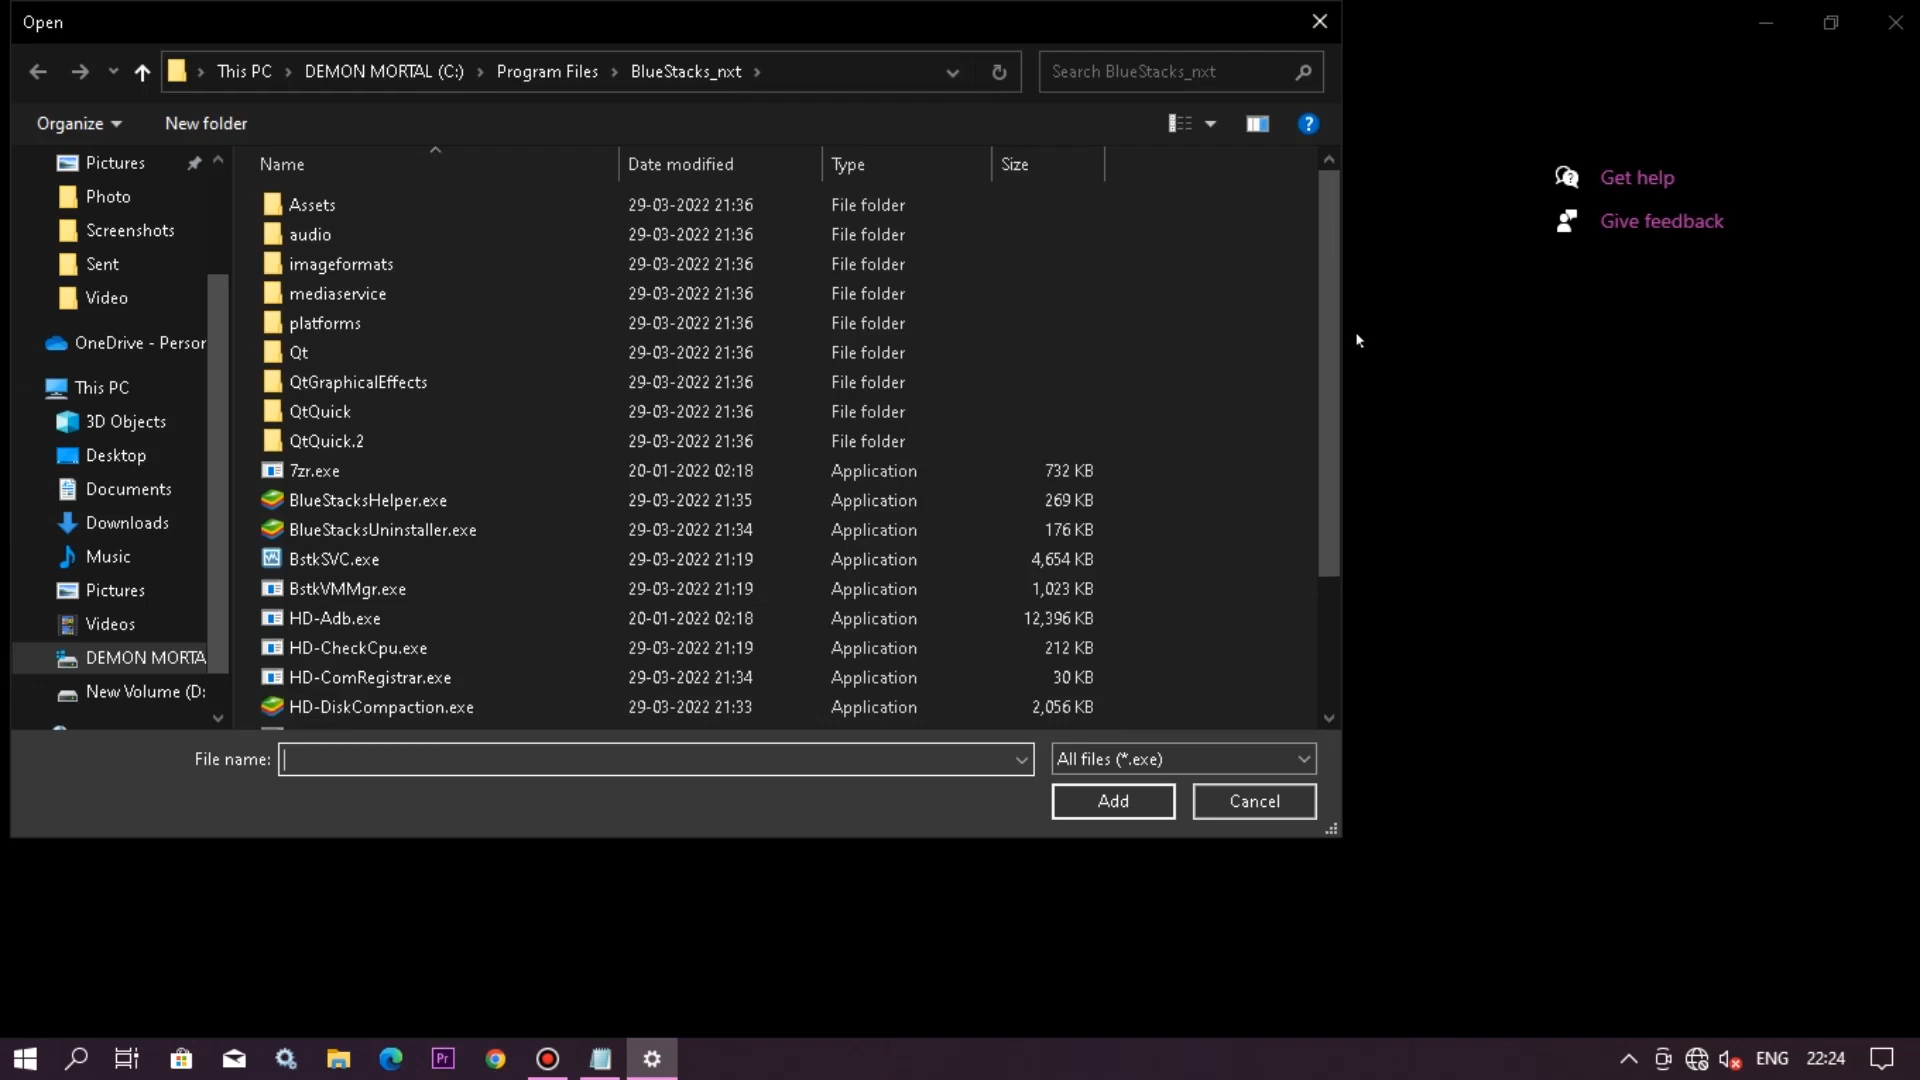 Open
This PC > DEMON MORTAL (C:) > Program Files > BlueStacks_nxt >
Search BlueStacks_nxt
Organize
New folder
?
Get help
Give feedback
Pictures
Photo
Screenshots
Sent
Video
OneDrive - Person
This PC
3D Objects
Desktop
Documents
Downloads
Music
Pictures
Videos
DEMON MORTA
New Volume (D:
Name Date modified Type Size
Assets 29-03-2022 21:36 File folder
audio 29-03-2022 21:36 File folder
imageformats 29-03-2022 21:36 File folder
mediaservice 29-03-2022 21:36 File folder
platforms 29-03-2022 21:36 File folder
Qt 29-03-2022 21:36 File folder
QtGraphicalEffects 29-03-2022 21:36 File folder
QtQuick 29-03-2022 21:36 File folder
QtQuick.2 29-03-2022 21:36 File folder
7zr.exe 20-01-2022 02:18 Application 732 KB
BlueStacksHelper.exe 29-03-2022 21:35 Application 269 KB
BlueStacksUninstaller.exe 29-03-2022 21:34 Application 176 KB
BstkSVC.exe 29-03-2022 21:19 Application 4,654 KB
BstkVMMgr.exe 29-03-2022 21:19 Application 1,023 KB
HD-Adb.exe 20-01-2022 02:18 Application 12,396 KB
HD-CheckCpu.exe 29-03-2022 21:19 Application 212 KB
HD-ComRegistrar.exe 29-03-2022 21:34 Application 30 KB
HD-DiskCompaction.exe 29-03-2022 21:33 Application 2,056 KB
File name:
All files (*.exe)
Add
Cancel
Pr
ENG 22:24